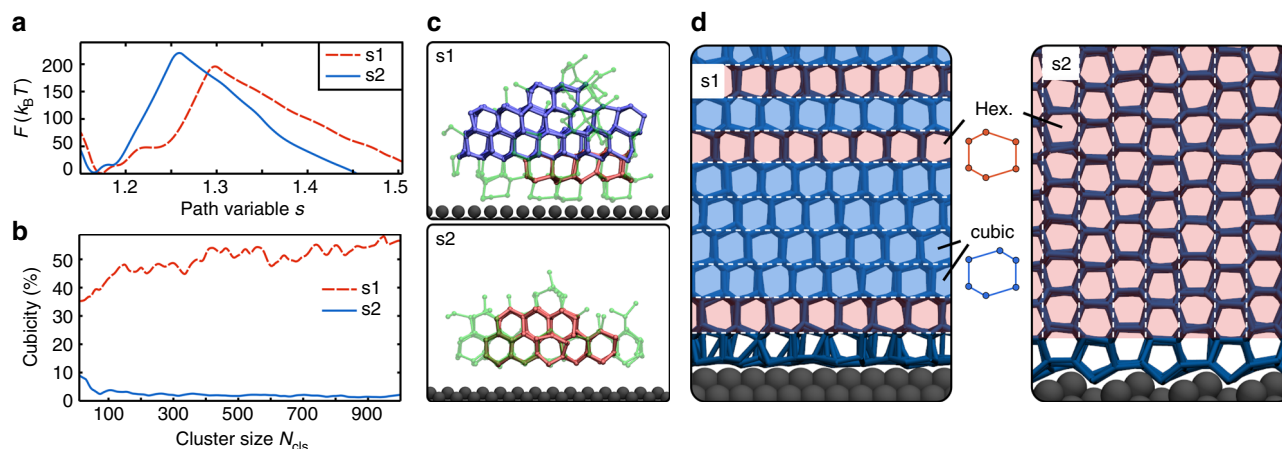 a
F (k_B T)
200
150
100
50
0
s1
s2
1.2
1.3
1.4
1.5
Path variable s
b
Cubicity (%)
50
40
30
20
10
0
s1
s2
100
300
500
700
900
Cluster size N_cls
c
s1
s2
d
s1
Hex.
cubic
s2